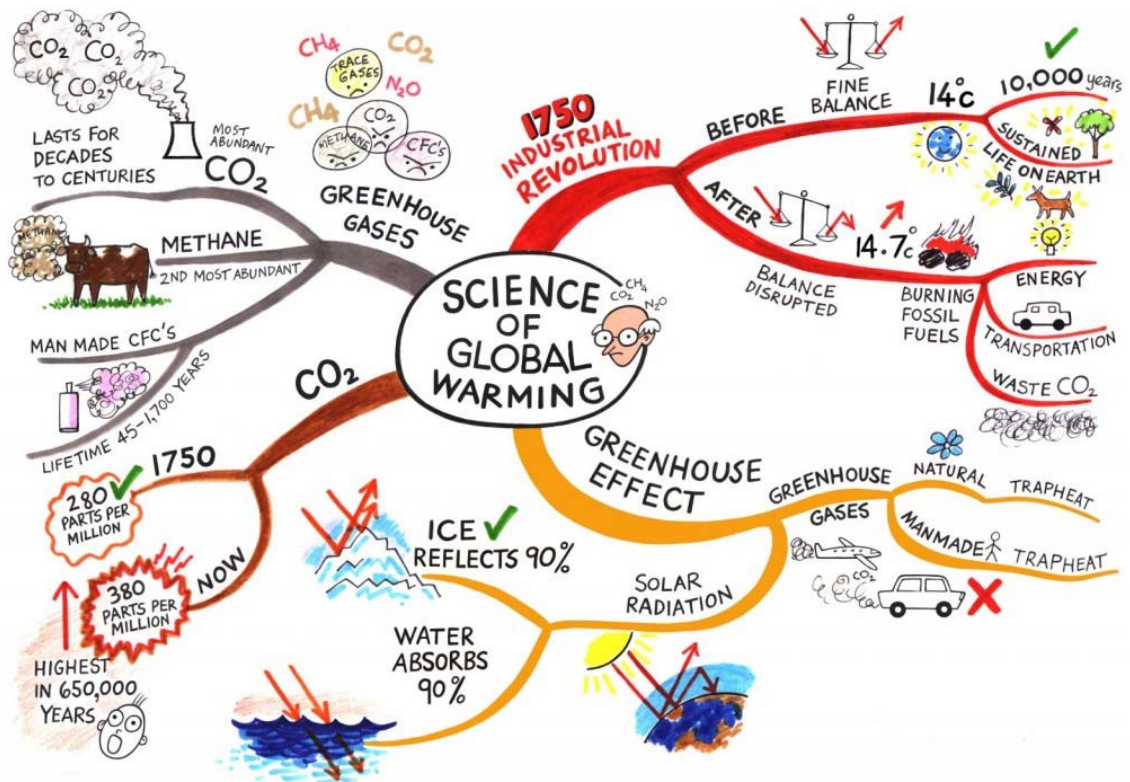 SCIENCE
OF
GLOBAL
WARMING
CH4
CO2
N2O
1750
INDUSTRIAL
REVOLUTION
BEFORE
FINE
BALANCE
14°C
10,000 years
SUSTAINED
LIFE ON EARTH
AFTER
BALANCE
DISRUPTED
14.7°C
BURNING
FOSSIL
FUELS
ENERGY
TRANSPORTATION
WASTE CO2
GREENHOUSE
EFFECT
GREENHOUSE
GASES
NATURAL TRAPHEAT
MANMADE TRAPHEAT
CO2
SOLAR
RADIATION
ICE
REFLECTS 90%
WATER
ABSORBS
90%
CO2
1750
280
PARTS PER
MILLION
NOW
380
PARTS PER
MILLION
HIGHEST
IN 650,000
YEARS
GREENHOUSE
GASES
CH4
CO2
TRACE
GASES
N2O
CH4
CO2
METHANE
CFC'S
CO2 CO2
CO2
MOST
ABUNDANT
CO2
LASTS FOR
DECADES
TO CENTURIES
METHANE
2ND MOST ABUNDANT
METHAN
MAN MADE CFC'S
LIFETIME 45-1,700 YEARS